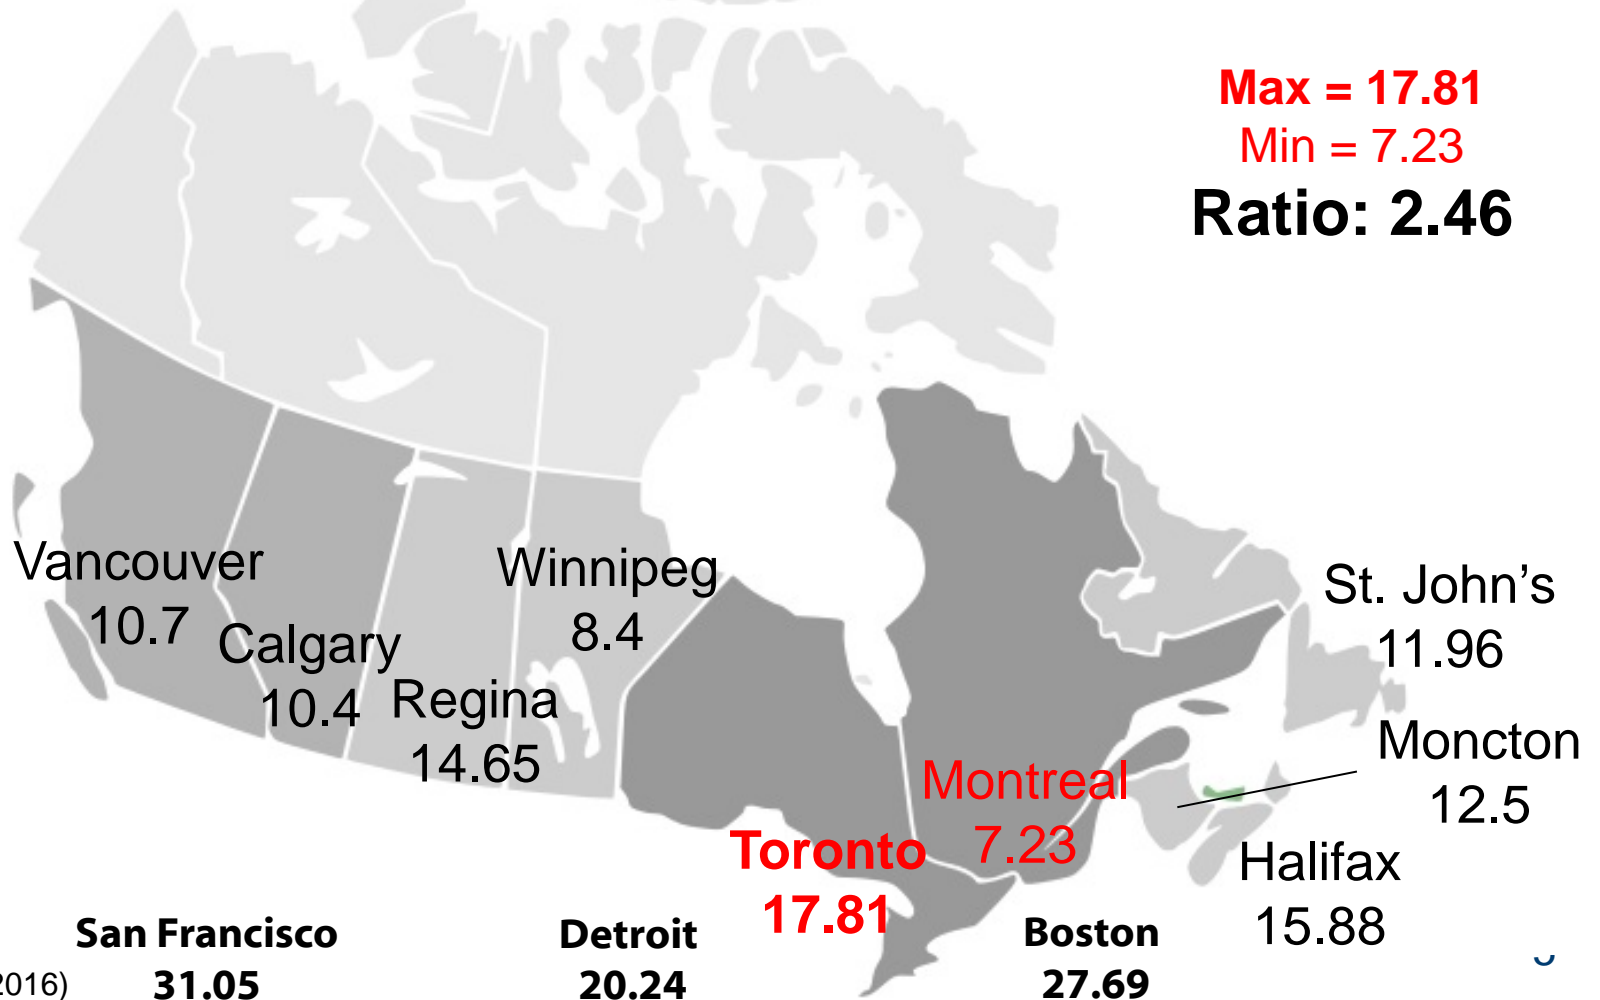 Max = 17.81
Min = 7.23
Ratio: 2.46
Vancouver
10.7
Calgary
10.4
Regina
14.65
Winnipeg
8.4
St. John’s
11.96
Moncton
12.5
Montreal
7.23
Toronto
17.81
Halifax
15.88
San Francisco
31.05
Detroit
20.24
Boston
27.69
2016)